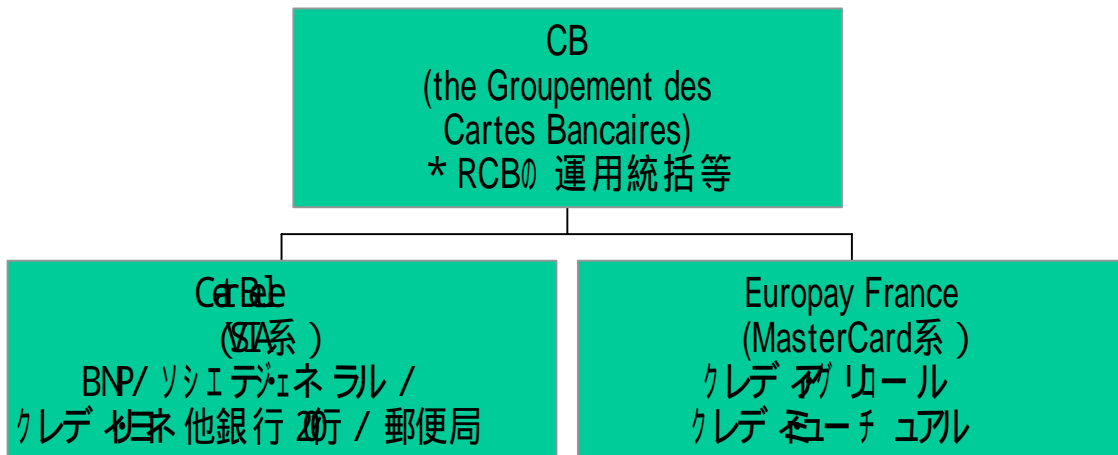 CB
(the Groupement des
Cartes Bancaires)
* RCBの 運用統括等
Carte Bleue
(VISA系 )
BNP/ ソシエテ・ジェネラル /
クレディ・リヨネ 他銀行 / 郵便局
Europay France
(MasterCard系 )
クレディ・アグリコール
クレディ・ミューチュアル